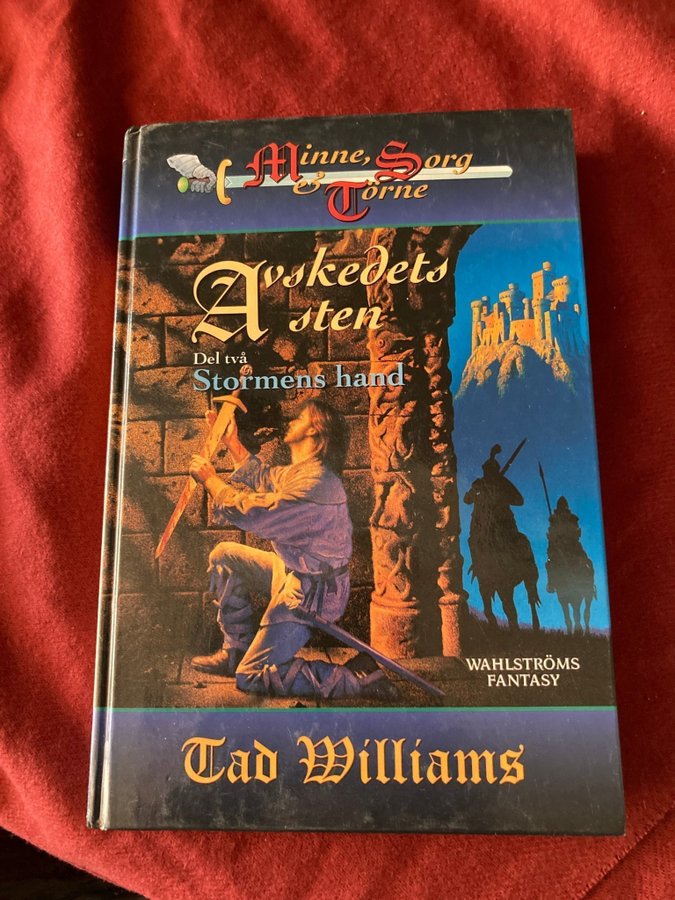 Minne, Sorg
& Törne
Avskedets
sten
Del två
Stormens hand
WAHLSTRÖMS
FANTASY
Tad Williams